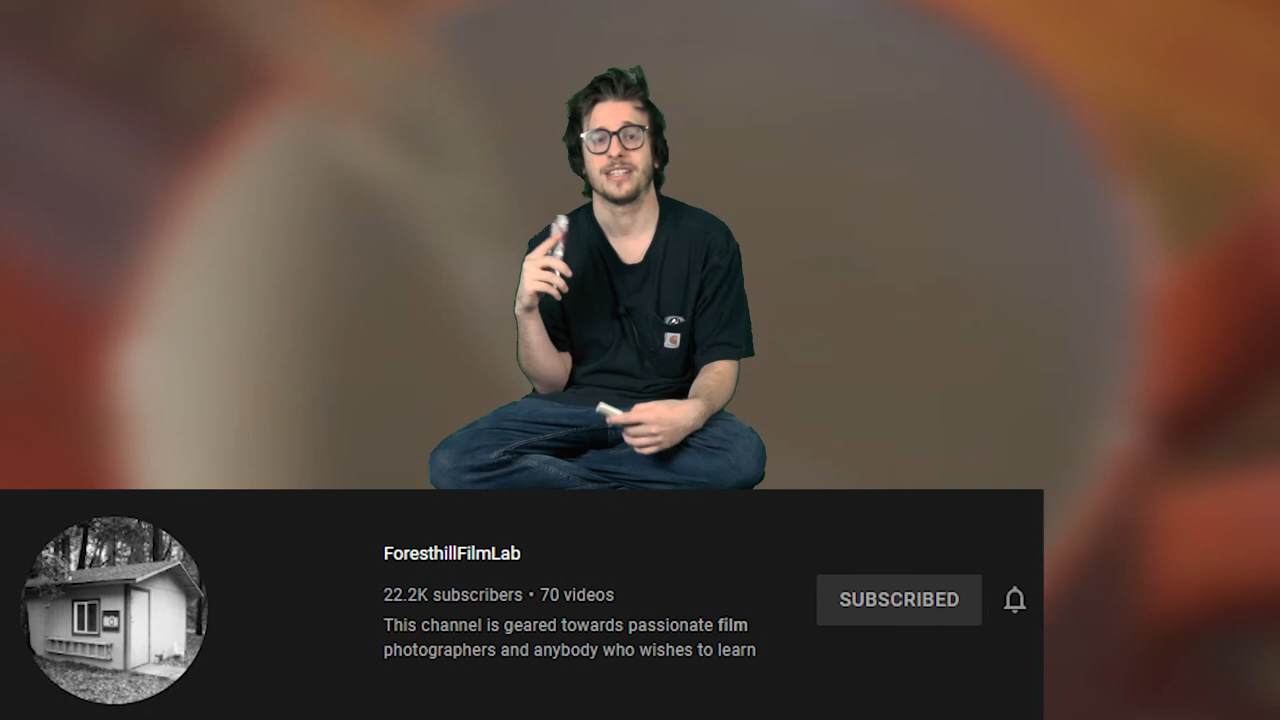 ForesthillFilmLab
22.2K subscribers • 70 videos
SUBSCRIBED
This channel is geared towards passionate film
photographers and anybody who wishes to learn